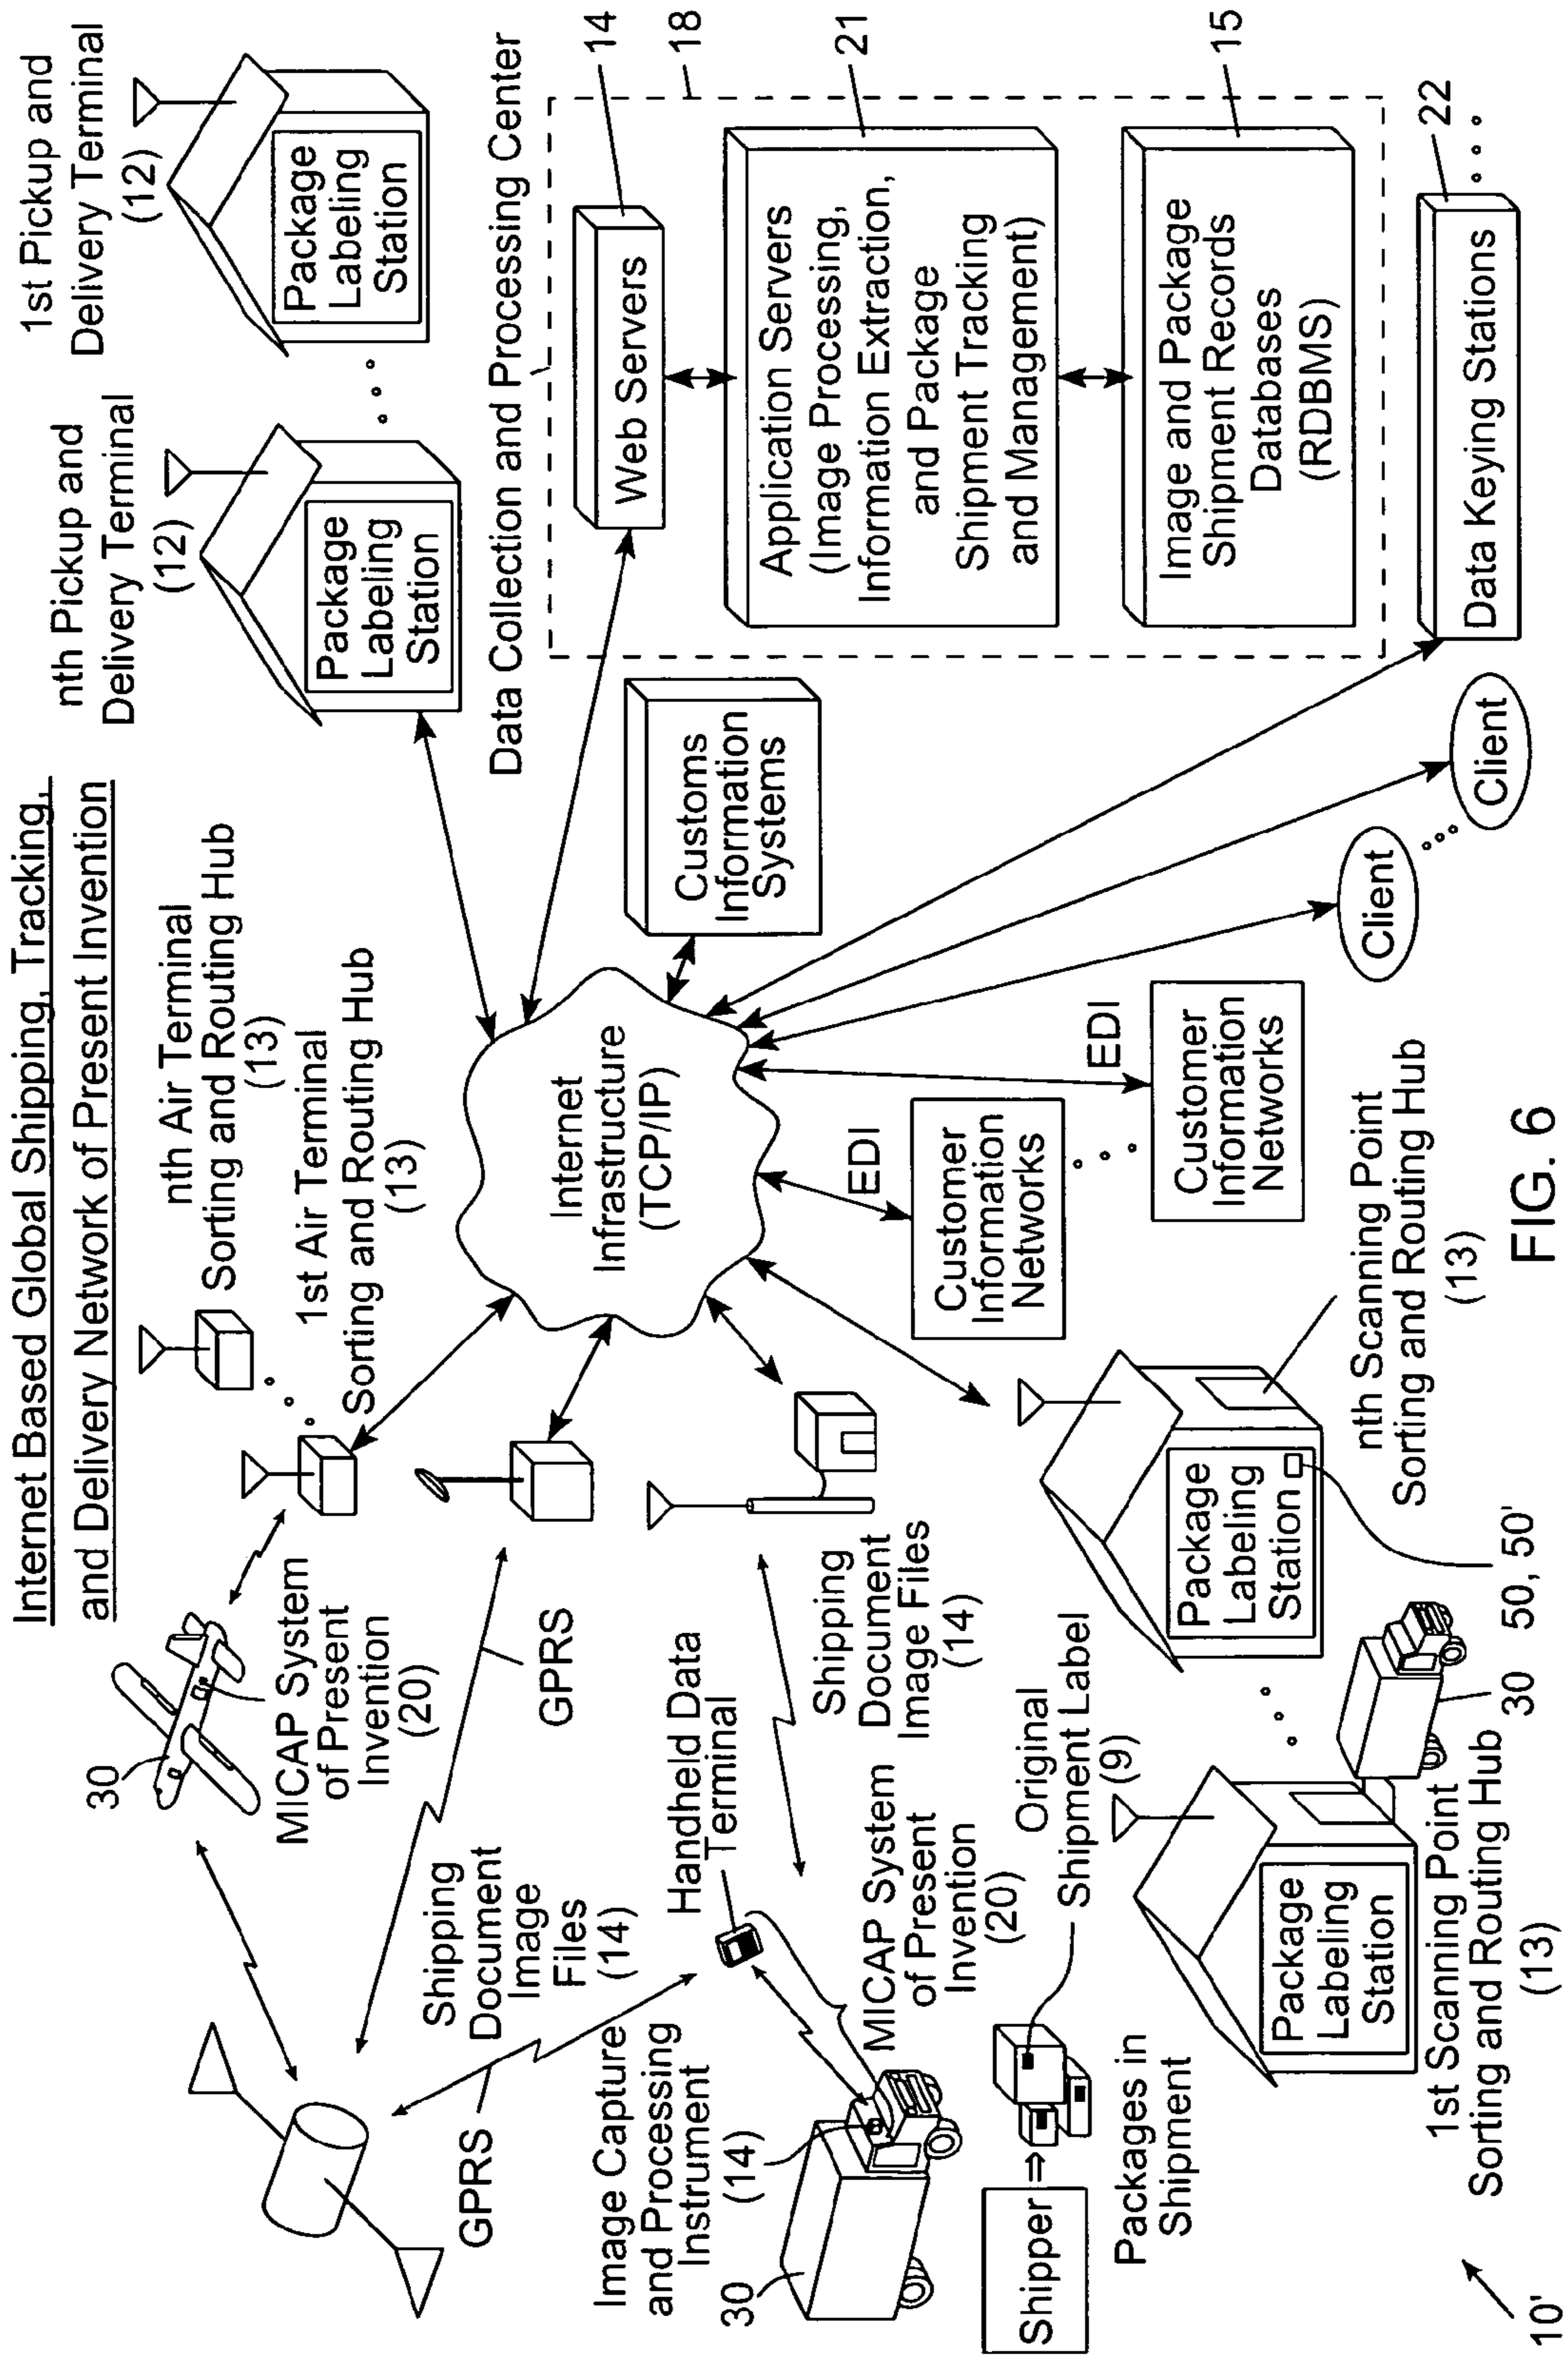 Internet Based Global Shipping, Tracking,
and Delivery Network of Present Invention
30
MICAP System
of Present
Invention
(20)
nth Air Terminal
Sorting and Routing Hub
(13)
1st Air Terminal
Sorting and Routing Hub
(13)
nth Pickup and
Delivery Terminal
(12)
Package
Labeling
Station
1st Pickup and
Delivery Terminal
(12)
Package
Labeling
Station
GPRS
Shipping
Document
Image
Files
(14)
GPRS
Internet
Infrastructure
(TCP/IP)
Data Collection and Processing Center
Web Servers
14
18
Application Servers
(Image Processing,
Information Extraction,
and Package
Shipment Tracking
and Management)
21
Image and Package
Shipment Records
Databases
(RDBMS)
15
Data Keying Stations
22
Customs
Information
Systems
Client
Client
Image Capture
and Processing
Instrument
(14)
30
Handheld Data
Terminal
MICAP System
of Present
Invention
(20)
Shipping
Document
Image Files
(14)
EDI
Customer
Information
Networks
EDI
Customer
Information
Networks
Shipper
Packages in
Shipment
Original
Shipment Label
(9)
Package
Labeling
Station
1st Scanning Point
Sorting and Routing Hub
(13)
30
Package
Labeling
Station
50, 50'
nth Scanning Point
Sorting and Routing Hub
(13)
10'
FIG. 6